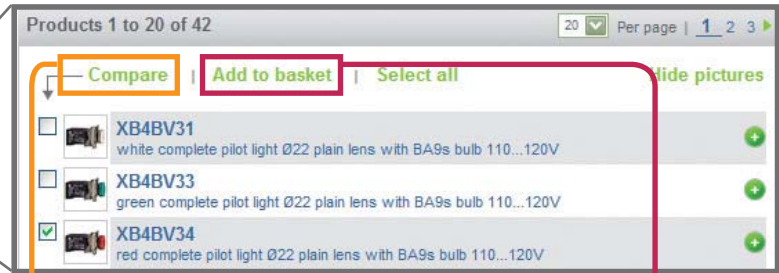 Products 1 to 20 of 42 20 Per page | 1 2 3
Compare | Add to basket | Select all Hide pictures
XB4BV31
white complete pilot light Ø22 plain lens with BA9s bulb 110...120V
XB4BV33
green complete pilot light Ø22 plain lens with BA9s bulb 110...120V
XB4BV34
red complete pilot light Ø22 plain lens with BA9s bulb 110...120V